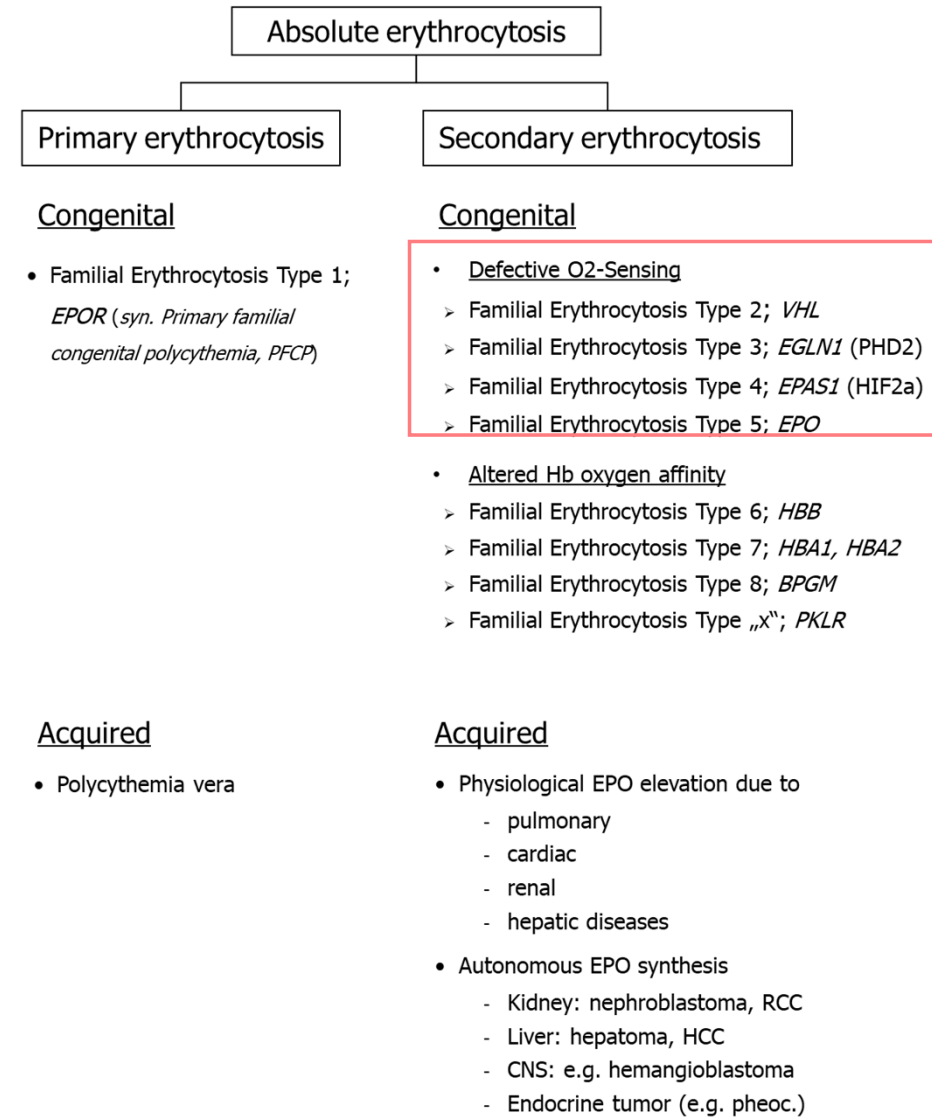 Absolute erythrocytosis
Primary erythrocytosis
Secondary erythrocytosis
Congenital
• Familial Erythrocytosis Type 1;
EPOR (syn. Primary familial
congenital polycythemia, PFCP)
Congenital
• Defective O2-Sensing
➢ Familial Erythrocytosis Type 2; VHL
➢ Familial Erythrocytosis Type 3; EGLN1 (PHD2)
➢ Familial Erythrocytosis Type 4; EPAS1 (HIF2a)
➢ Familial Erythrocytosis Type 5; EPO
• Altered Hb oxygen affinity
➢ Familial Erythrocytosis Type 6; HBB
➢ Familial Erythrocytosis Type 7; HBA1, HBA2
➢ Familial Erythrocytosis Type 8; BPGM
➢ Familial Erythrocytosis Type „x“; PKLR
Acquired
• Polycythemia vera
Acquired
• Physiological EPO elevation due to
- pulmonary
- cardiac
- renal
- hepatic diseases
• Autonomous EPO synthesis
- Kidney: nephroblastoma, RCC
- Liver: hepatoma, HCC
- CNS: e.g. hemangioblastoma
- Endocrine tumor (e.g. pheoc.)